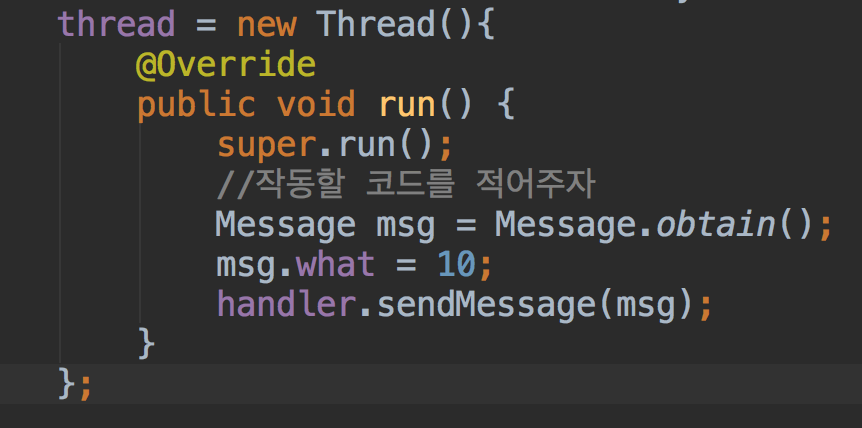 thread = new Thread(){
@Override
public void run() {
super.run();
//작동할 코드를 적어주자
Message msg = Message.obtain();
msg.what = 10;
handler.sendMessage(msg);
}
};